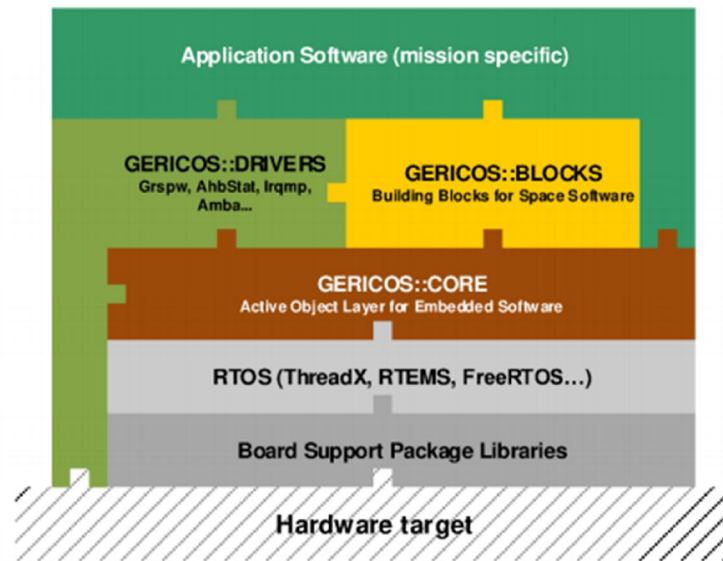 Application Software (mission specific)
GERICOS::DRIVERS
Grspw, AhbStat, Irqmp,
Amba...
GERICOS::BLOCKS
Building Blocks for Space Software
GERICOS::CORE
Active Object Layer for Embedded Software
RTOS (ThreadX, RTEMS, FreeRTOS...)
Board Support Package Libraries
Hardware target